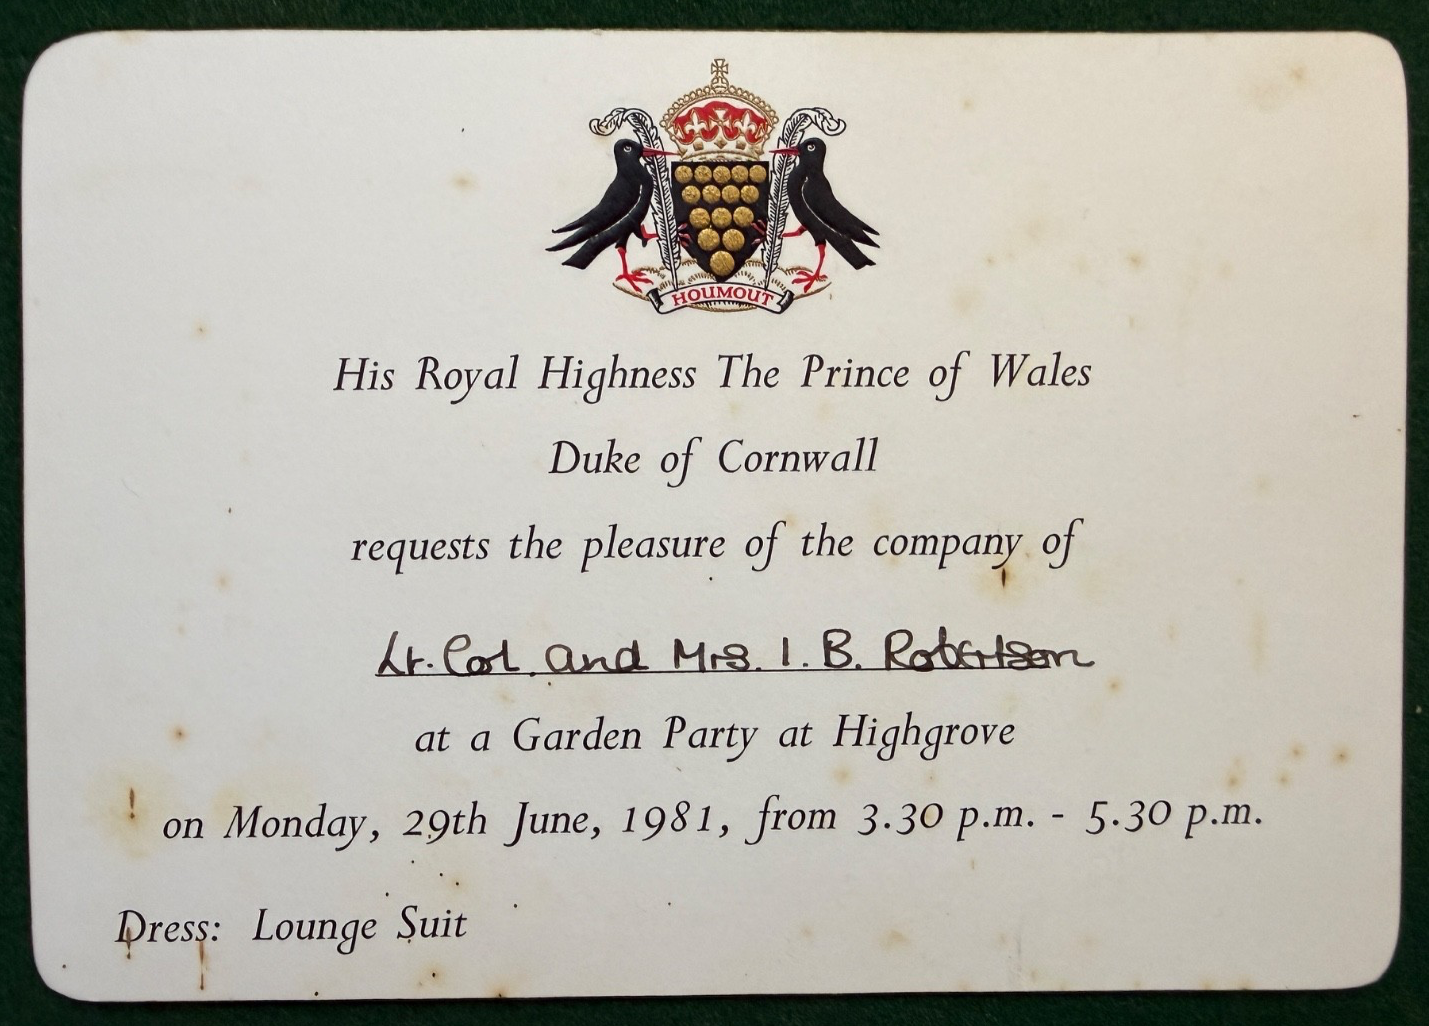 HOUMOUT
His Royal Highness The Prince of Wales
Duke of Cornwall
requests the pleasure of the company of
Lt. Col. and Mrs. I. B. Robertson
at a Garden Party at Highgrove
on Monday, 29th June, 1981, from 3.30 p.m. - 5.30 p.m.
Dress: Lounge Suit